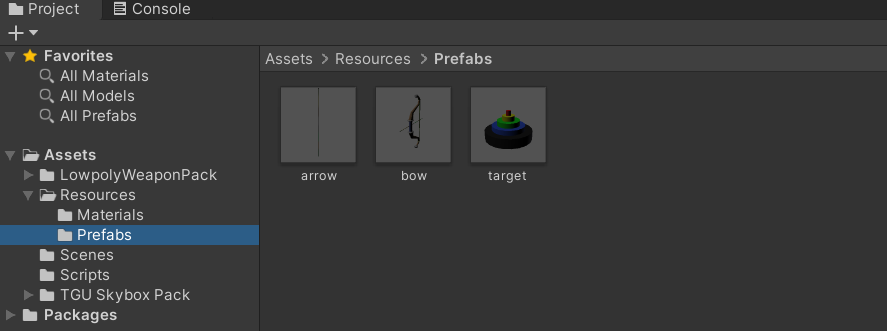 Project Console
Favorites
All Materials
All Models
All Prefabs
Assets
LowpolyWeaponPack
Resources
Materials
Prefabs
Scenes
Scripts
TGU Skybox Pack
Packages
Assets > Resources > Prefabs
arrow bow target